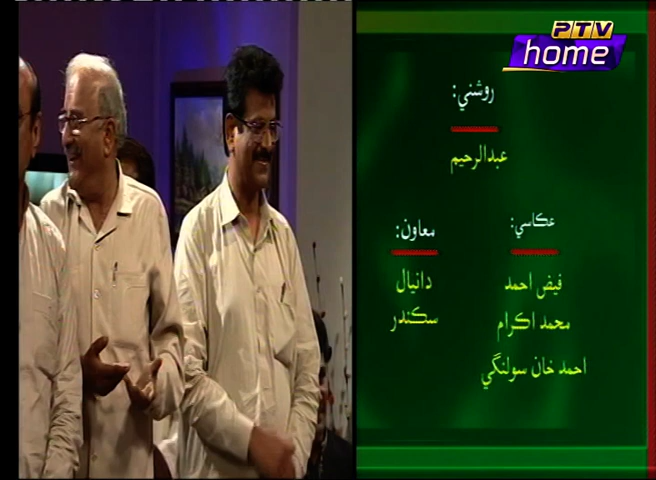 PTV
home
روشني:
عبدالرحيم
عڪاسي:
فيض احمد
محمد اڪرام
احمد خان سولنگي
معاون:
دانيال
سڪندر